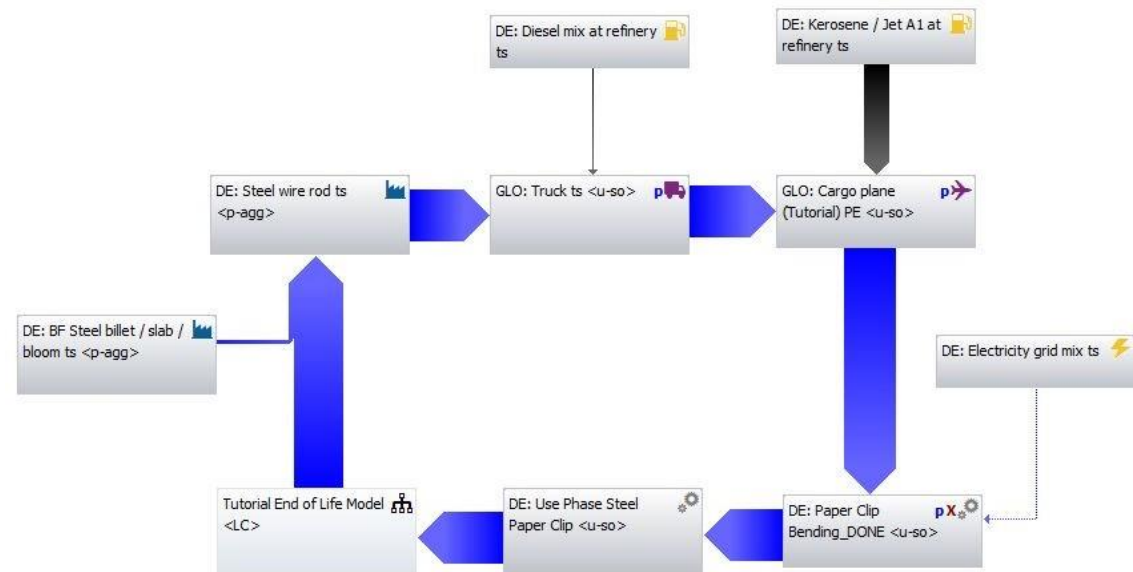 DE: Diesel mix at refinery
ts
DE: Kerosene / Jet A1 at
refinery ts
DE: Steel wire rod ts
<p-agg>
GLO: Truck ts <u-so>
p
GLO: Cargo plane
(Tutorial) PE <u-so>
p
DE: BF Steel billet / slab /
bloom ts <p-agg>
DE: Electricity grid mix ts
Tutorial End of Life Model
<LC>
DE: Use Phase Steel
Paper Clip <u-so>
DE: Paper Clip
Bending_DONE <u-so>
pX